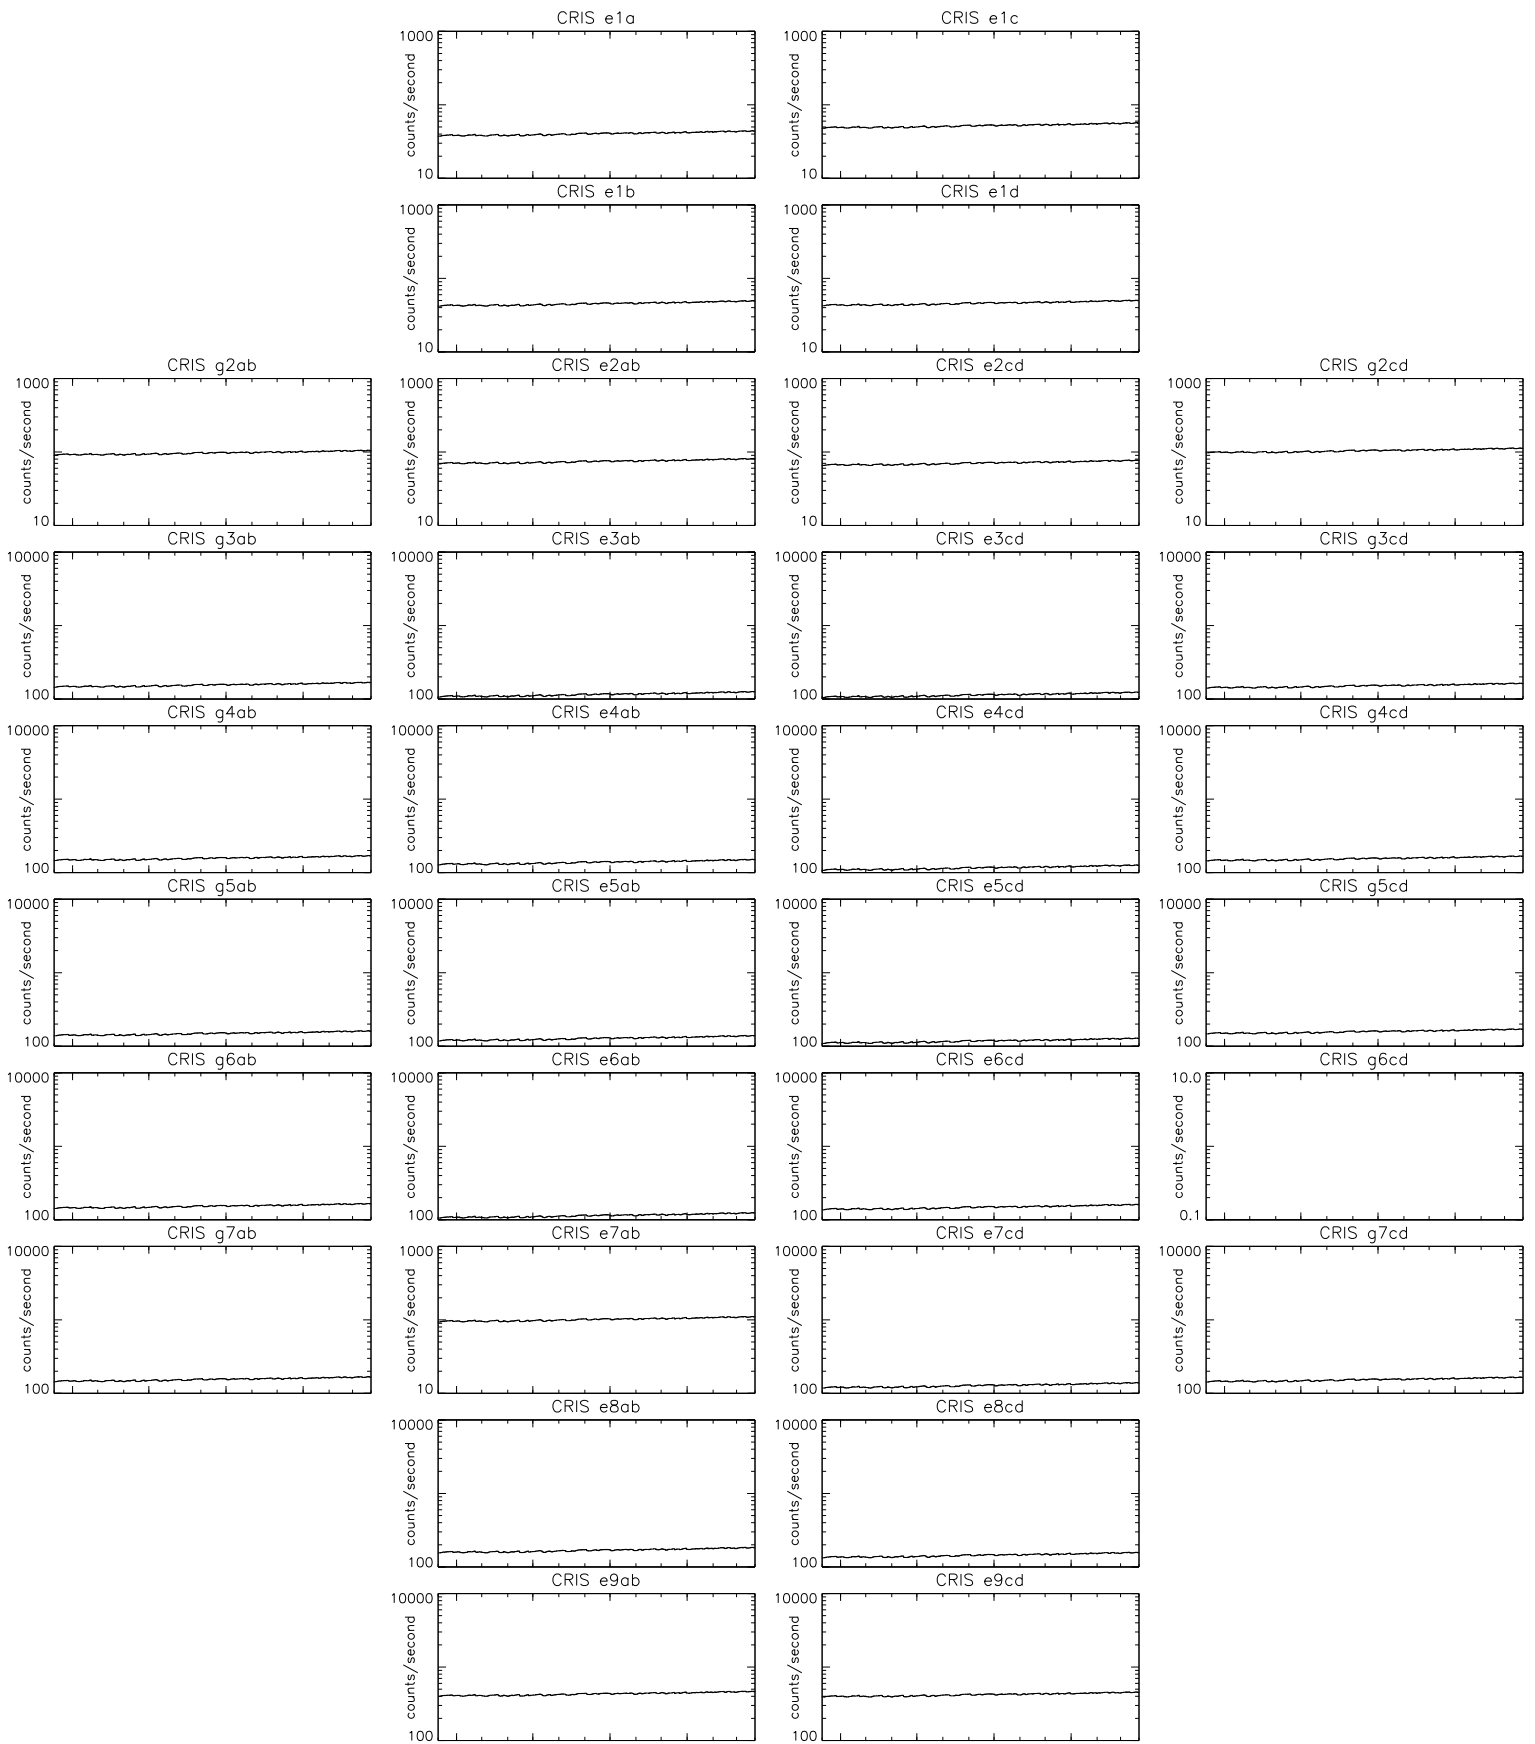 CRIS e1a
1000
counts/second
10
CRIS e1c
1000
counts/second
10
CRIS e1b
1000
counts/second
10
CRIS e1d
1000
counts/second
10
CRIS g2ab
1000
counts/second
10
CRIS e2ab
1000
counts/second
10
CRIS e2cd
1000
counts/second
10
CRIS g2cd
1000
counts/second
10
CRIS g3ab
10000
counts/second
100
CRIS e3ab
10000
counts/second
100
CRIS e3cd
10000
counts/second
100
CRIS g3cd
10000
counts/second
100
CRIS g4ab
10000
counts/second
100
CRIS e4ab
10000
counts/second
100
CRIS e4cd
10000
counts/second
100
CRIS g4cd
10000
counts/second
100
CRIS g5ab
10000
counts/second
100
CRIS e5ab
10000
counts/second
100
CRIS e5cd
10000
counts/second
100
CRIS g5cd
10000
counts/second
100
CRIS g6ab
10000
counts/second
100
CRIS e6ab
10000
counts/second
100
CRIS e6cd
10000
counts/second
100
CRIS g6cd
10.0
counts/second
0.1
CRIS g7ab
10000
counts/second
100
CRIS e7ab
1000
counts/second
10
CRIS e7cd
10000
counts/second
100
CRIS g7cd
10000
counts/second
100
CRIS e8ab
10000
counts/second
100
CRIS e8cd
10000
counts/second
100
CRIS e9ab
10000
counts/second
100
CRIS e9cd
10000
counts/second
100